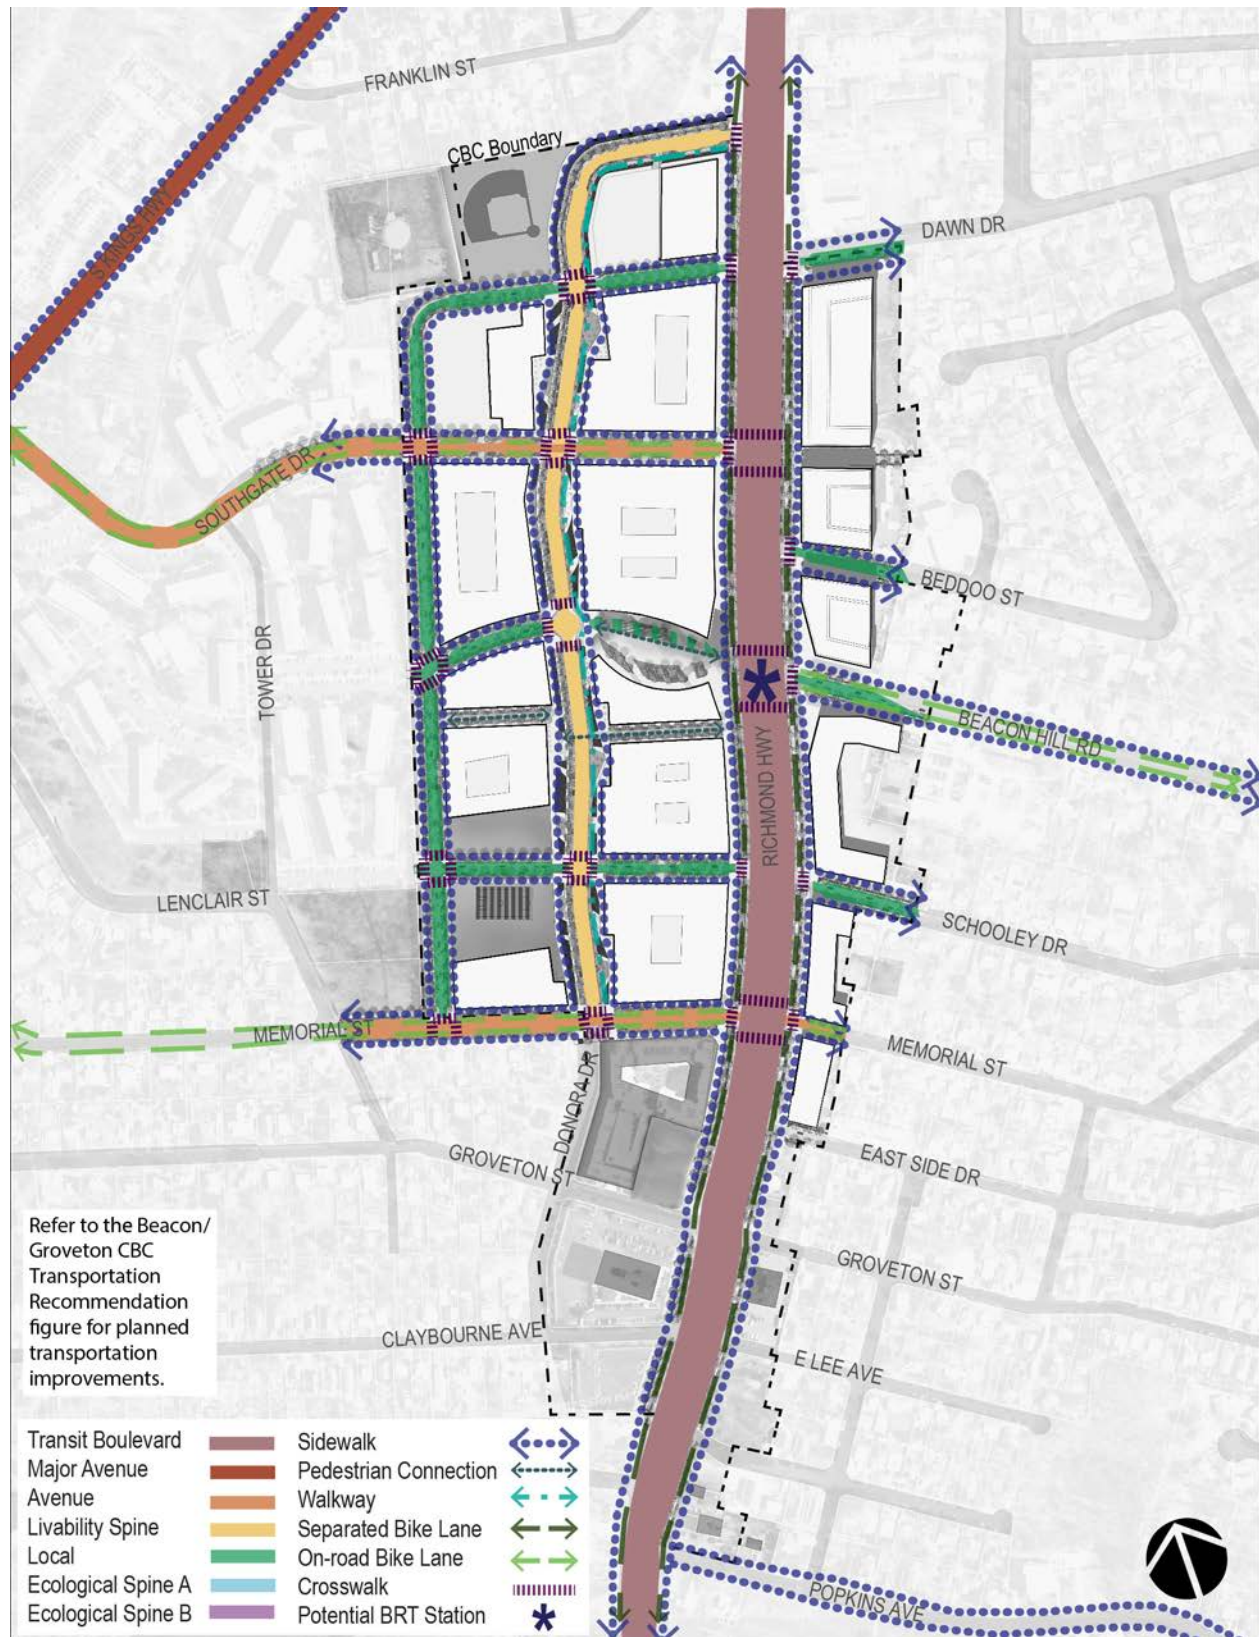 FRANKLIN ST
CBC Boundary
S KINGS HWY
DAWN DR
SOUTHGATE DR
BEDDOO ST
TOWER DR
BEACON HILL RD
RICHMOND HWY
LENCLAIR ST
SCHOOLEY DR
MEMORIAL ST
MEMORIAL ST
DONORA DR
GROVETON ST
EAST SIDE DR
Refer to the Beacon/
Groveton CBC
Transportation
Recommendation
figure for planned
transportation
improvements.
GROVETON ST
CLAYBOURNE AVE
E LEE AVE
POPKINS AVE
Transit Boulevard
Major Avenue
Avenue
Livability Spine
Local
Ecological Spine A
Ecological Spine B
Sidewalk
Pedestrian Connection
Walkway
Separated Bike Lane
On-road Bike Lane
Crosswalk
Potential BRT Station